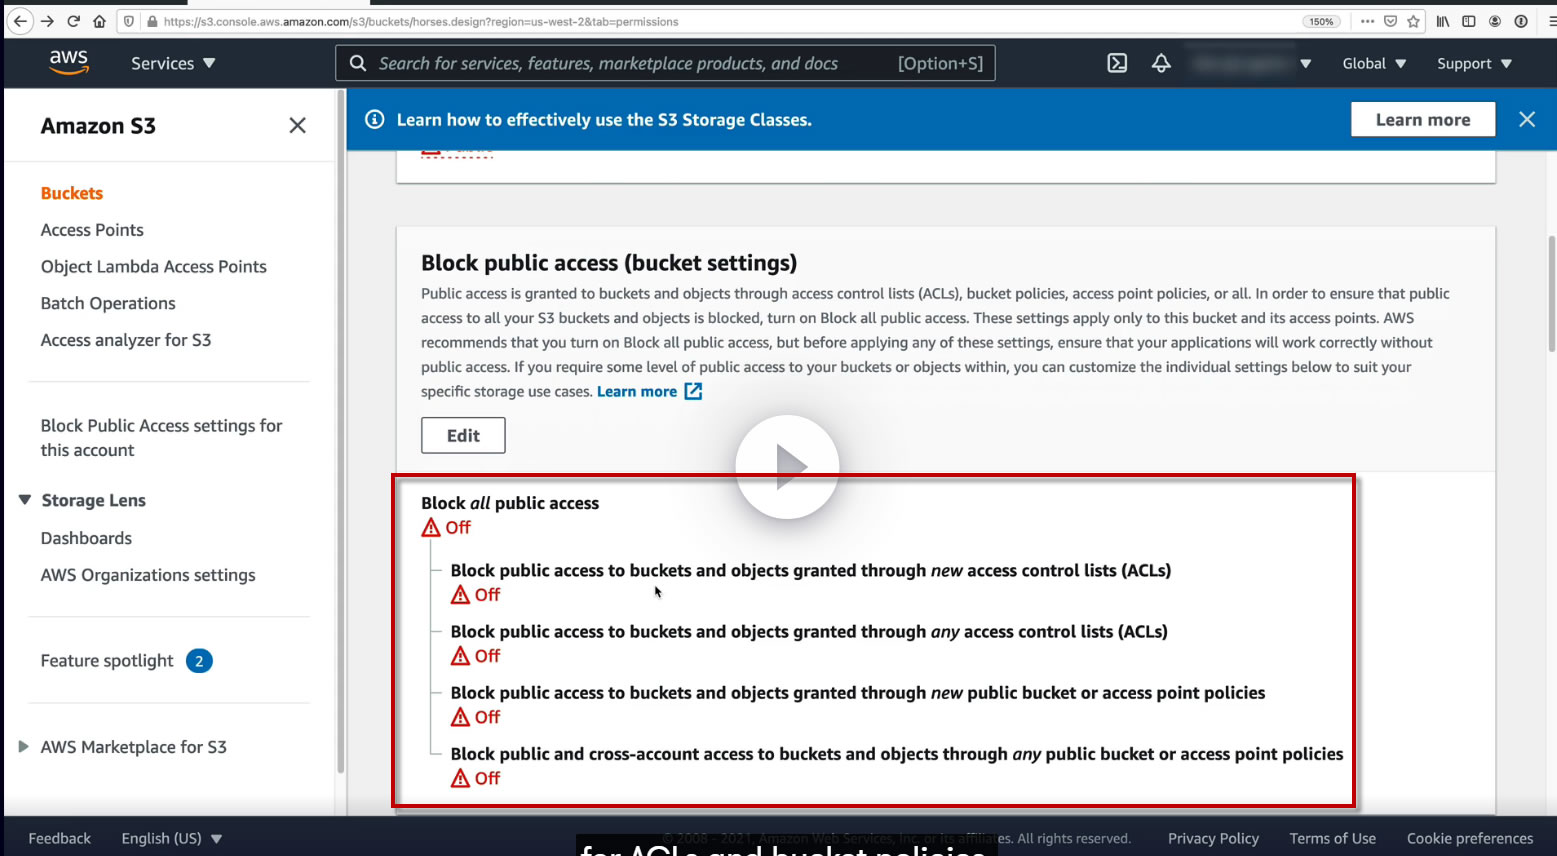 https://s3.console.aws.amazon.com/s3/buckets/horses.design?region=us-west-2&tab=permissions
150%
aws
Services
Search for services, features, marketplace products, and docs
[Option+S]
Global
Support
Amazon S3
Buckets
Access Points
Object Lambda Access Points
Batch Operations
Access analyzer for S3
Block Public Access settings for
this account
Storage Lens
Dashboards
AWS Organizations settings
Feature spotlight 2
AWS Marketplace for S3
Learn how to effectively use the S3 Storage Classes.
Learn more
Block public access (bucket settings)
Public access is granted to buckets and objects through access control lists (ACLs), bucket policies, access point policies, or all. In order to ensure that public
access to all your S3 buckets and objects is blocked, turn on Block all public access. These settings apply only to this bucket and its access points. AWS
recommends that you turn on Block all public access, but before applying any of these settings, ensure that your applications will work correctly without
public access. If you require some level of public access to your buckets or objects within, you can customize the individual settings below to suit your
specific storage use cases. Learn more
Edit
Block all public access
Off
Block public access to buckets and objects granted through new access control lists (ACLs)
Off
Block public access to buckets and objects granted through any access control lists (ACLs)
Off
Block public access to buckets and objects granted through new public bucket or access point policies
Off
Block public and cross-account access to buckets and objects through any public bucket or access point policies
Off
Feedback
English (US)
© 2008 - 2021, Amazon Web Services, Inc. or its affiliates. All rights reserved.
Privacy Policy
Terms of Use
Cookie preferences
for ACLs and bucket policies